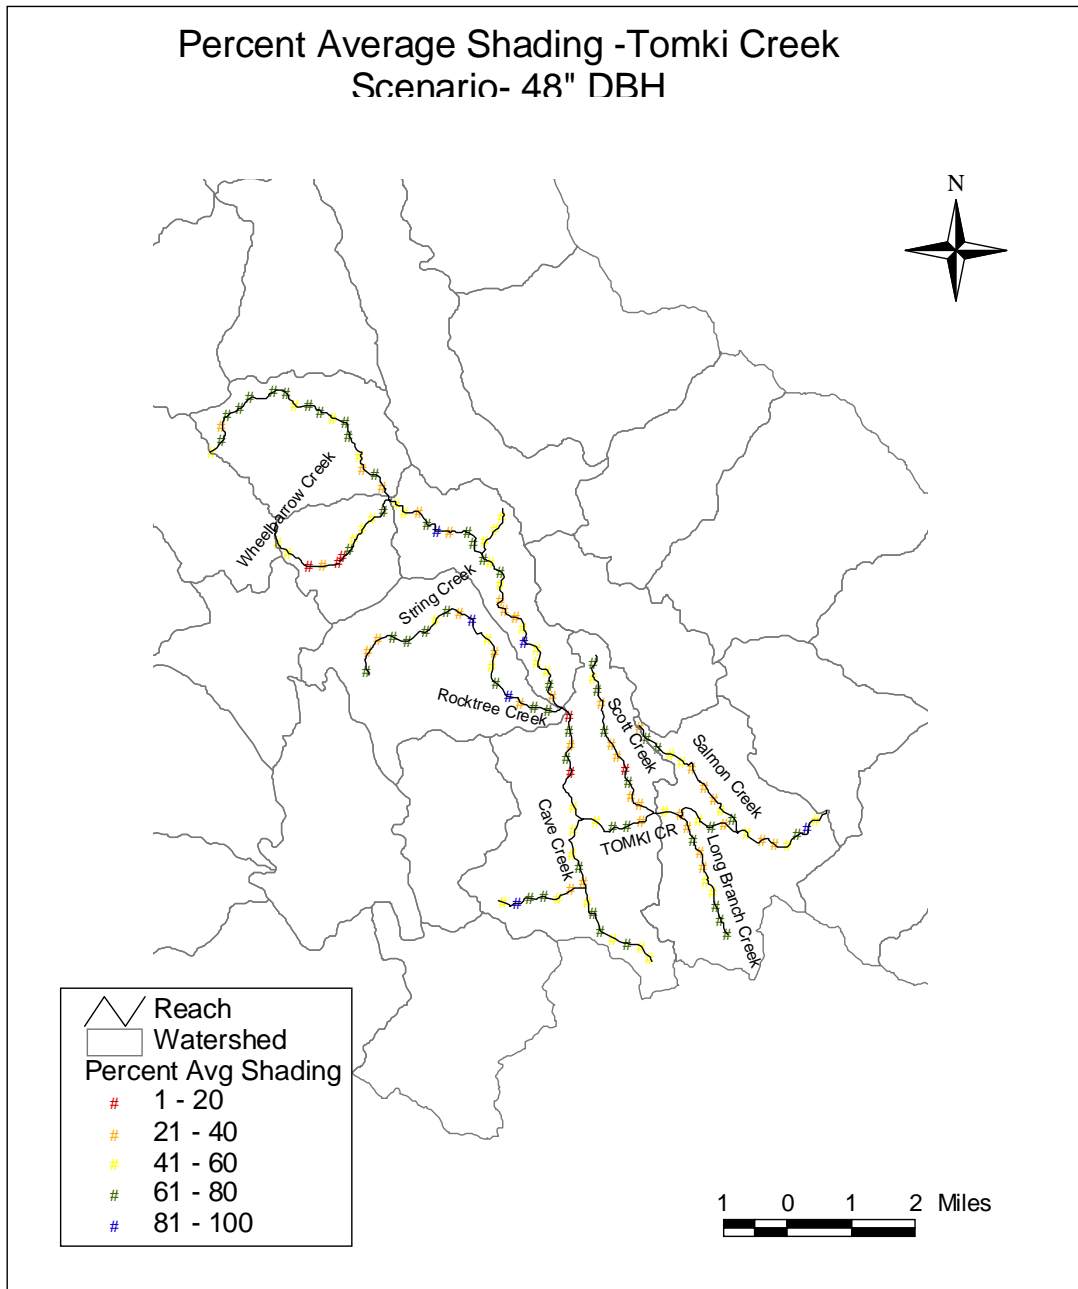 Percent Average Shading -Tomki Creek
Scenario- 48" DBH
N
Wheelbarrow Creek
String Creek
Rocktree Creek
Scott Creek
Salmon Creek
Cave Creek
TOMKI CR
Long Branch Creek
Reach
Watershed
Percent Avg Shading
# 1 - 20
# 21 - 40
# 41 - 60
# 61 - 80
# 81 - 100
1 0 1 2 Miles